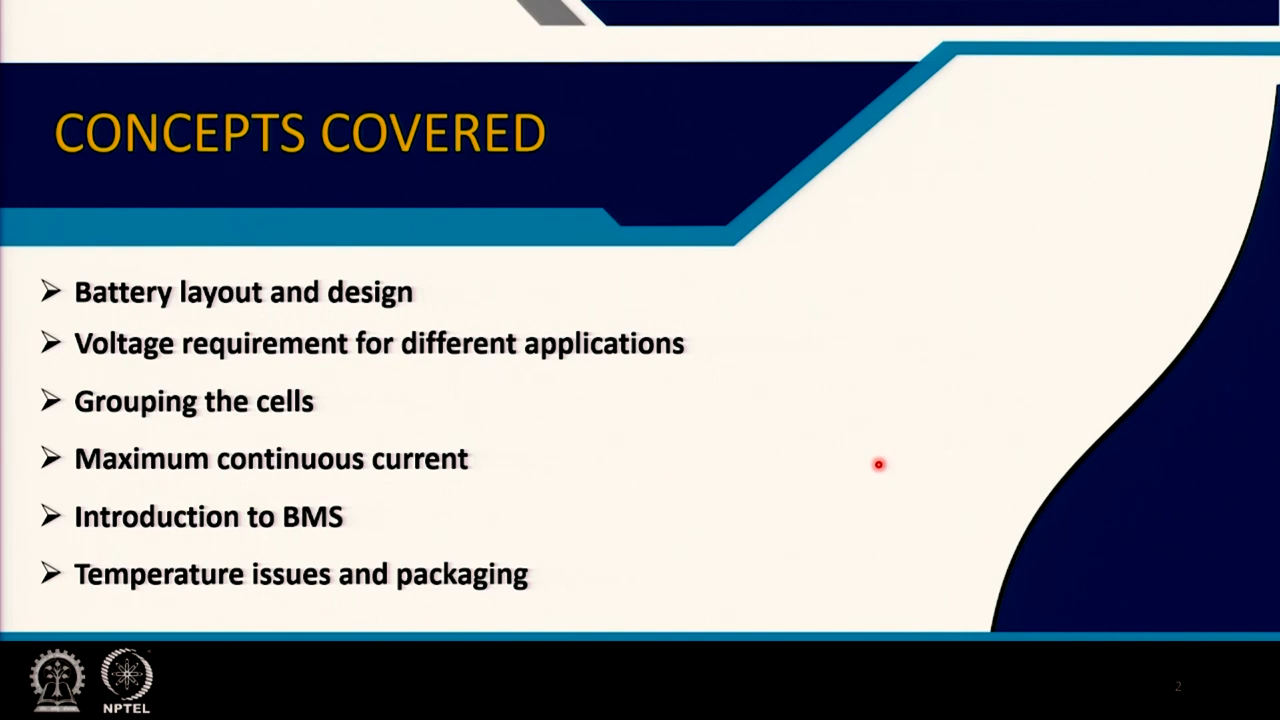 CONCEPTS COVERED
Battery layout and design
Voltage requirement for different applications
Grouping the cells
Maximum continuous current
Introduction to BMS
Temperature issues and packaging
NPTEL
2